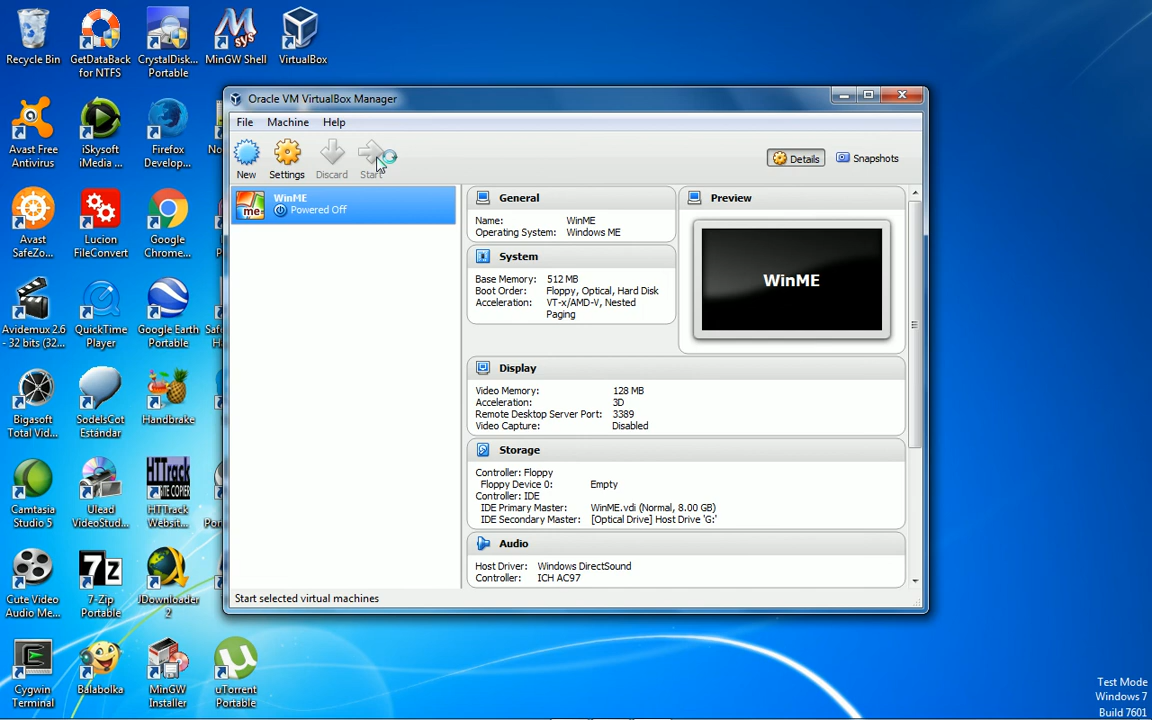 Recycle Bin
GetDataBack
for NTFS
CrystalDisk...
Portable
MinGW Shell
VirtualBox
Avast Free
Antivirus
iSkysoft
iMedia ...
Firefox
Develop...
Avast
SafeZo...
Lucion
FileConvert
Google
Chrome...
Avidemux 2.6
- 32 bits (32...
QuickTime
Player
Google Earth
Portable
Bigasoft
Total Vid...
SodelsCot
Estándar
Handbrake
Camtasia
Studio 5
Ulead
VideoStud...
HTTrack
SITE COPIER
HTTrack
Websit...
Cute Video
Audio Me...
7-Zip
Portable
JDownloader
2
Cygwin
Terminal
Balabolka
MinGW
Installer
uTorrent
Portable
Oracle VM VirtualBox Manager
File Machine Help
New Settings Discard Start
Details Snapshots
WinME
Powered Off
General
Name: WinME
Operating System: Windows ME
System
Base Memory: 512 MB
Boot Order: Floppy, Optical, Hard Disk
Acceleration: VT-x/AMD-V, Nested
Paging
Preview
WinME
Display
Video Memory: 128 MB
Acceleration: 3D
Remote Desktop Server Port: 3389
Video Capture: Disabled
Storage
Controller: Floppy
Floppy Device 0: Empty
Controller: IDE
IDE Primary Master: WinME.vdi (Normal, 8.00 GB)
IDE Secondary Master: [Optical Drive] Host Drive 'G:'
Audio
Host Driver: Windows DirectSound
Controller: ICH AC97
Start selected virtual machines
Test Mode
Windows 7
Build 7601